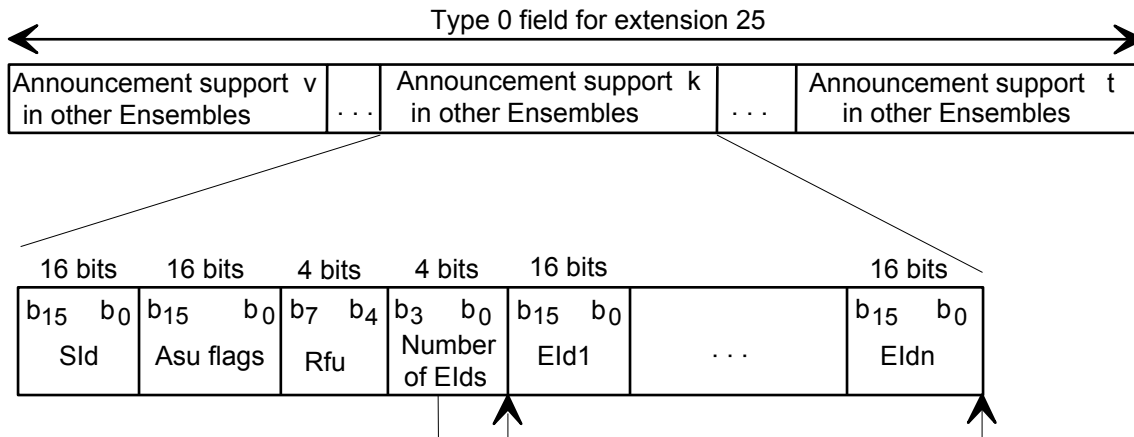 Type 0 field for extension 25
Announcement support v
in other Ensembles
. . .
Announcement support k
in other Ensembles
. . .
Announcement support t
in other Ensembles
16 bits 16 bits 4 bits 4 bits 16 bits 16 bits
b15 b0 b15 b0 b7 b4 b3 b0 b15 b0 b15 b0
SId Asu flags Rfu Number of EIds EId1 . . . EIdn